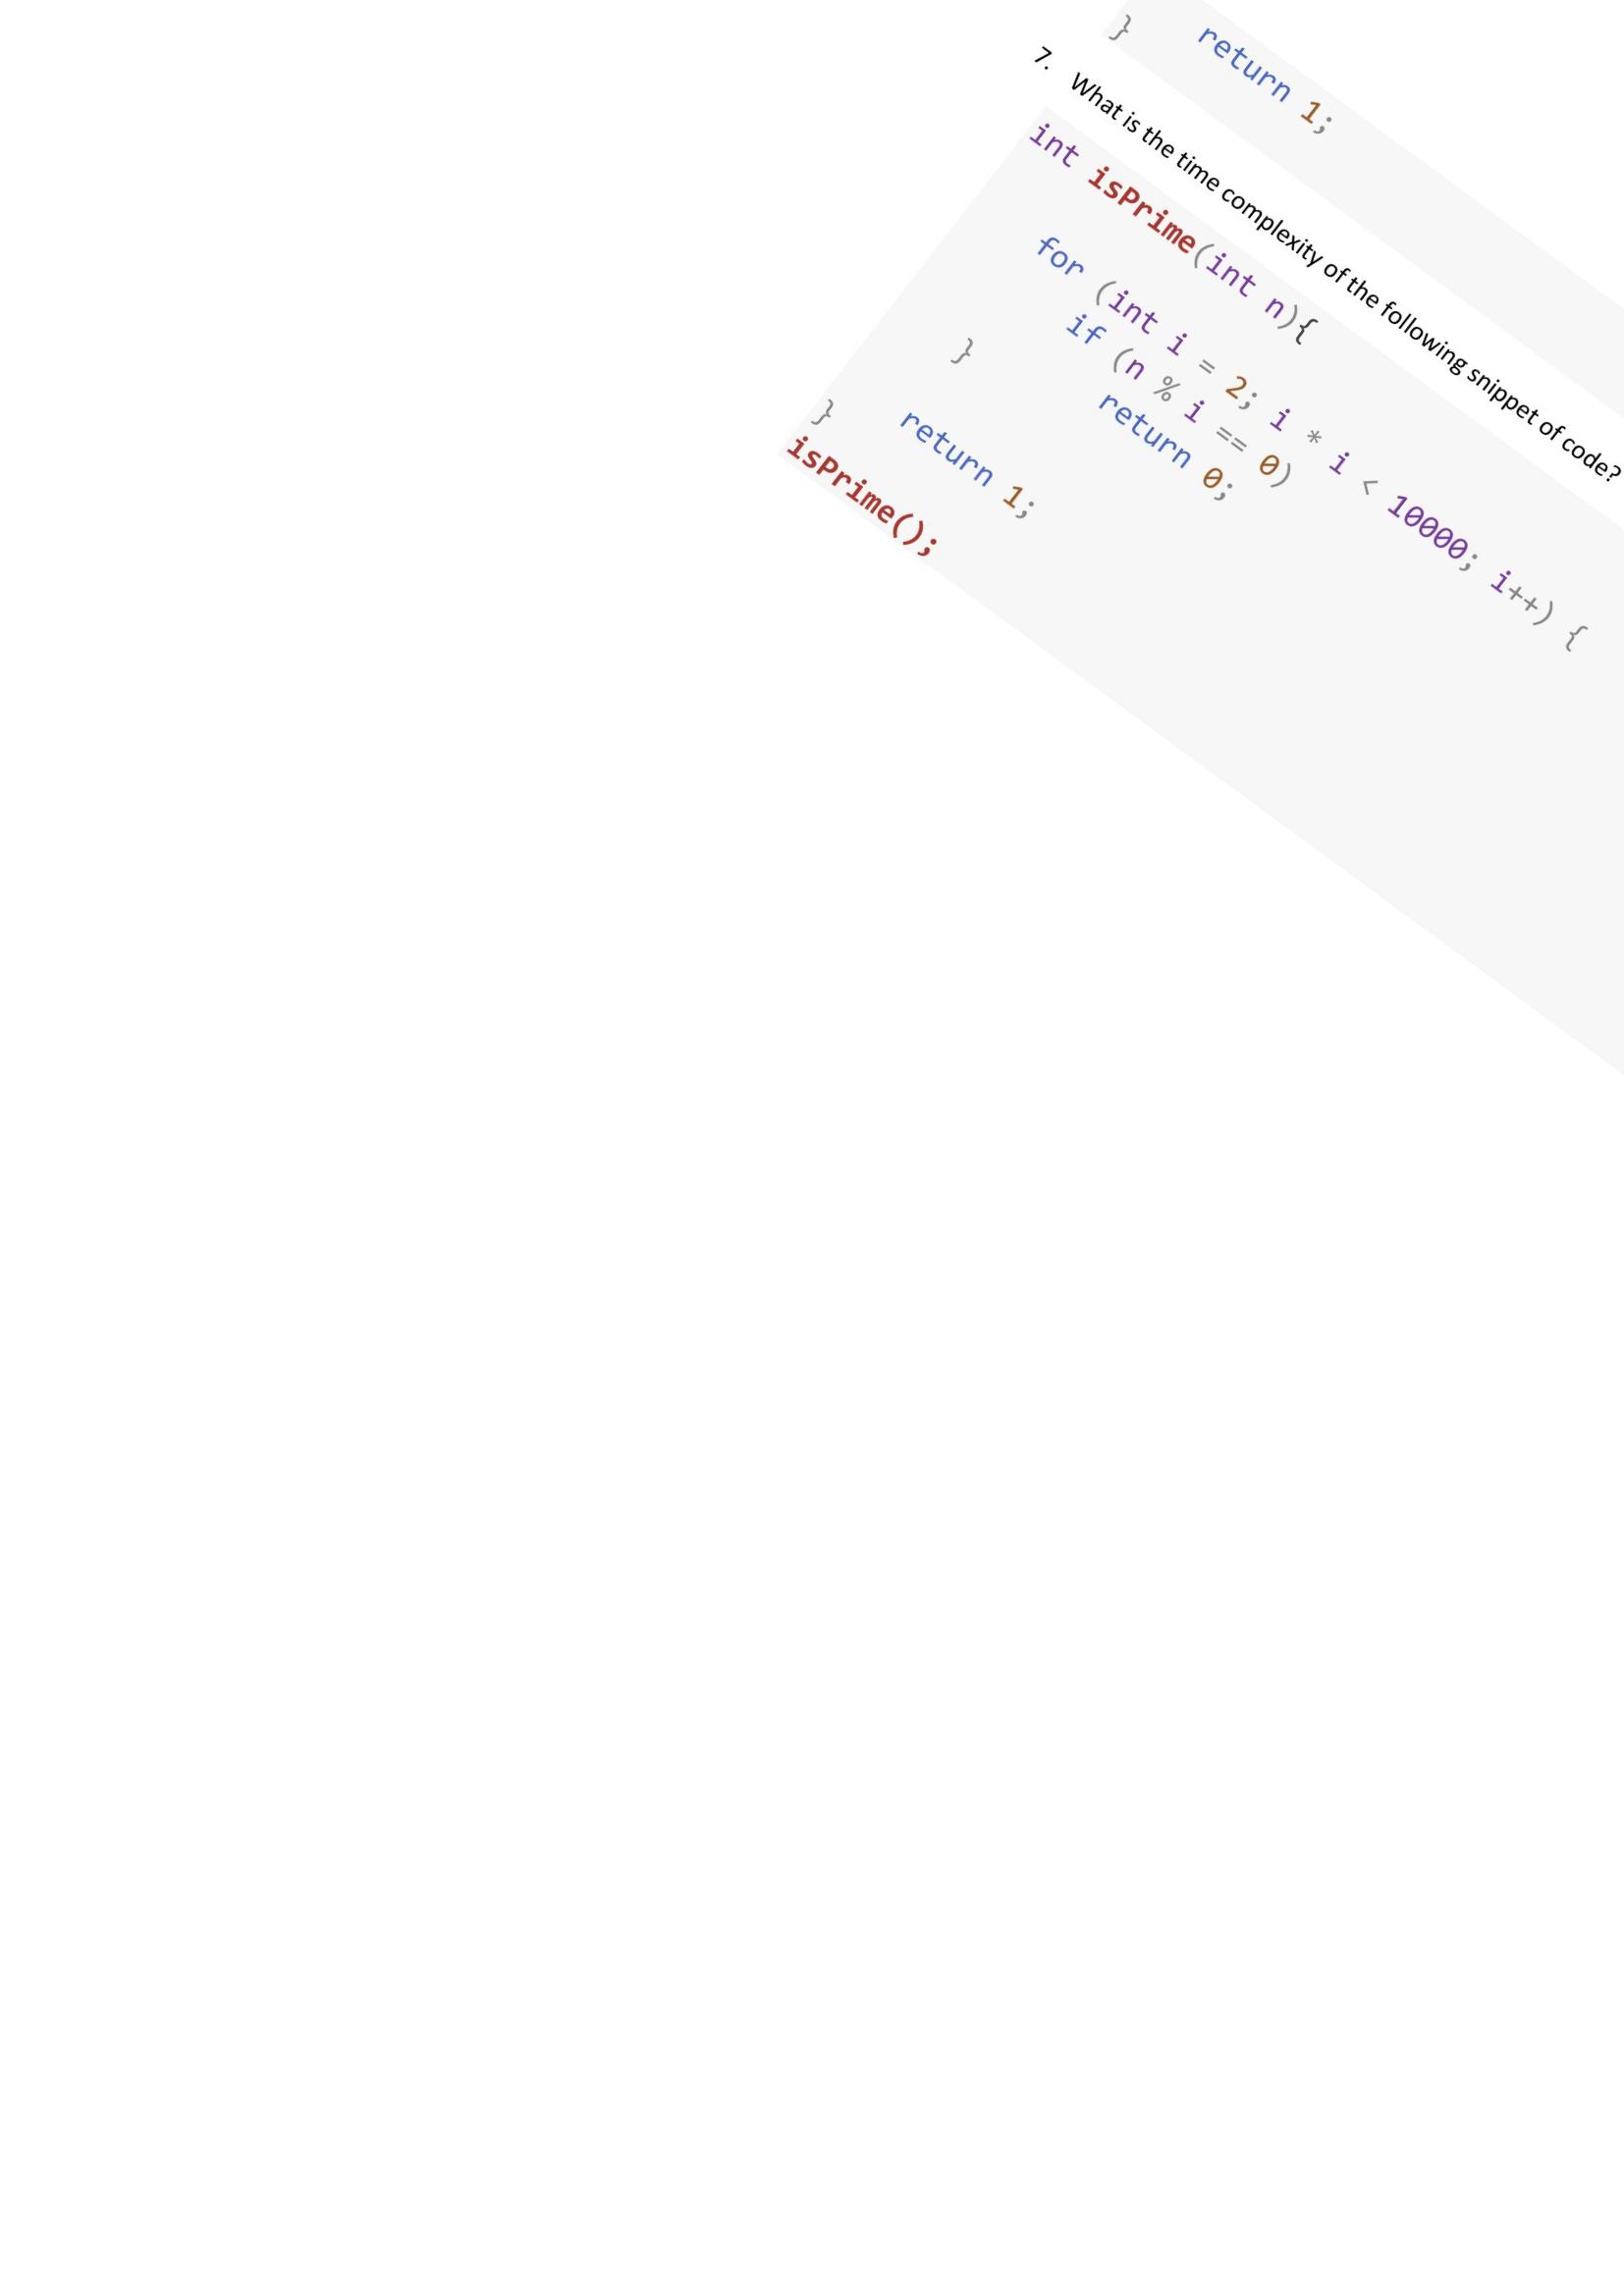 return 1;
}
7. What is the time complexity of the following snippet of code?
int isPrime(int n){
for (int i = 2; i * i < 10000; i++) {
if (n % i == 0)
return 0;
}
return 1;
}
isPrime();